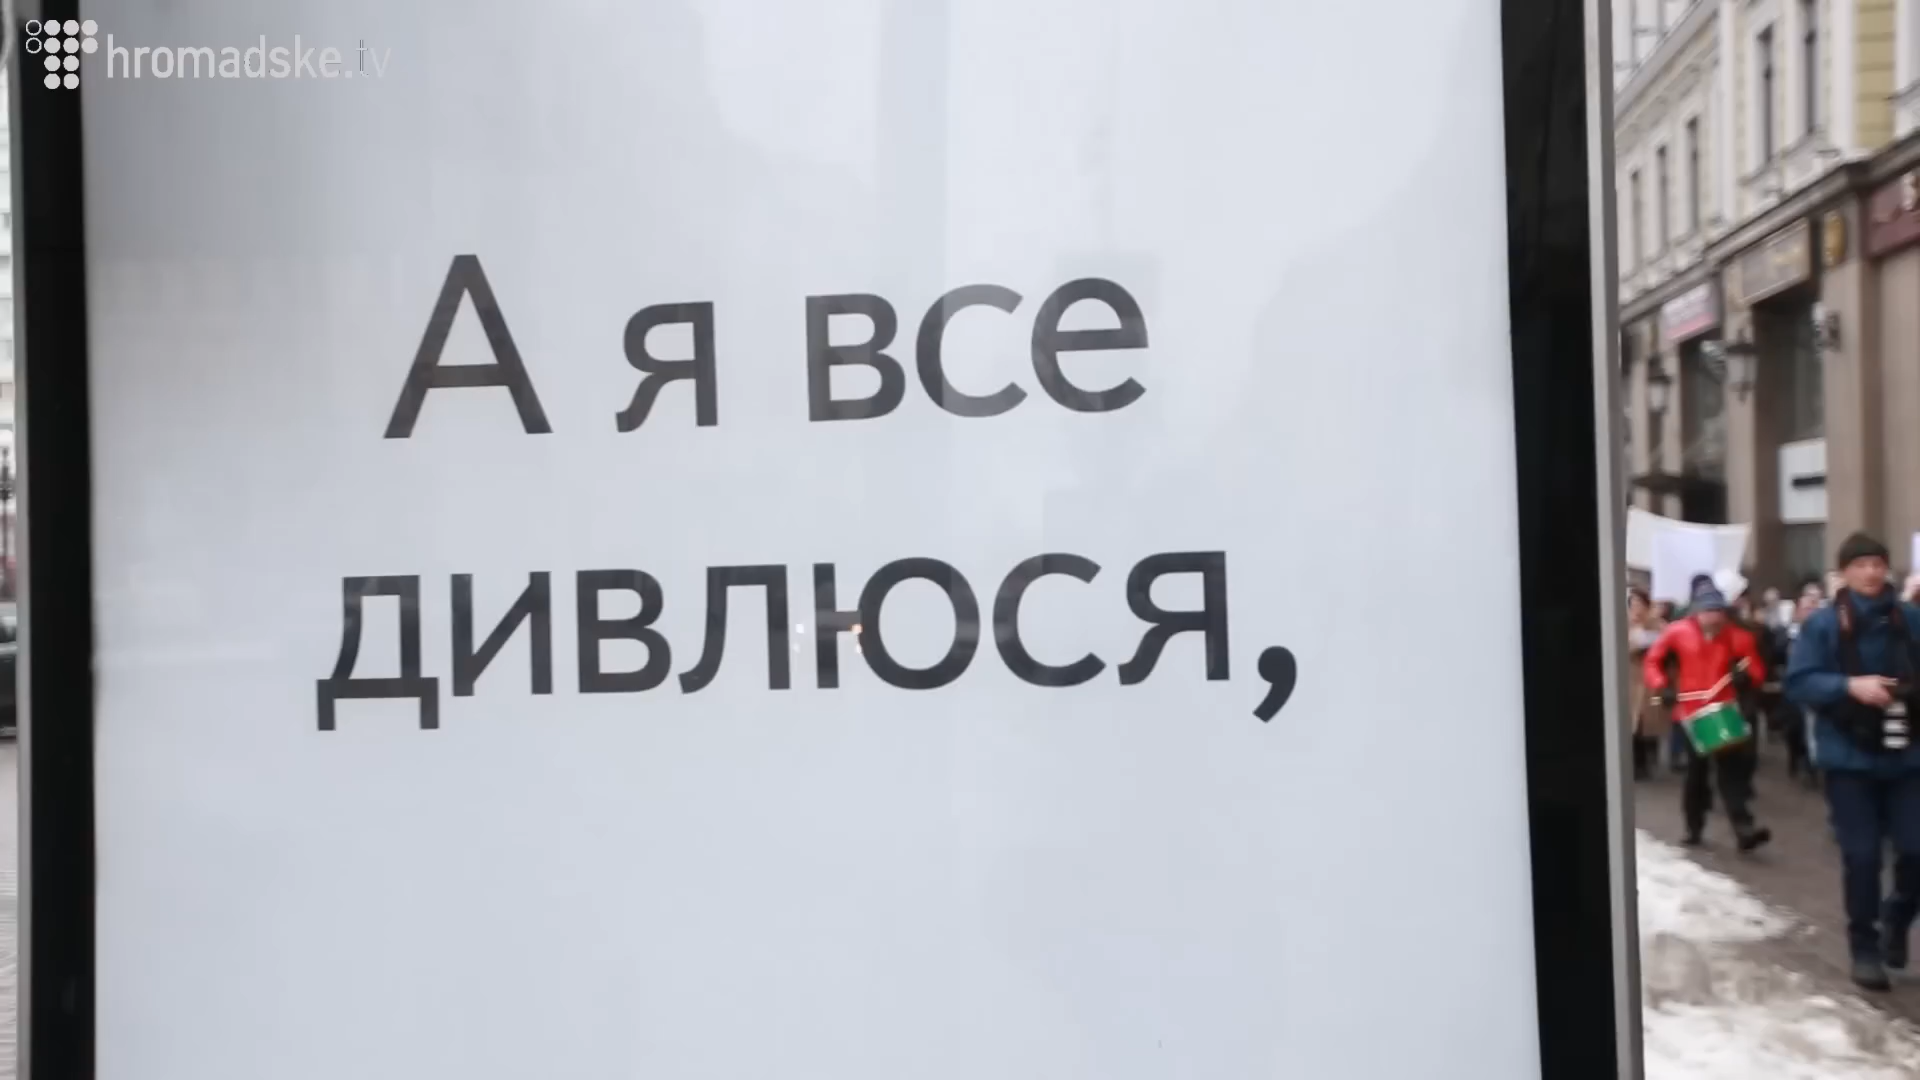 hromadske.tv
А я все
дивлюся,